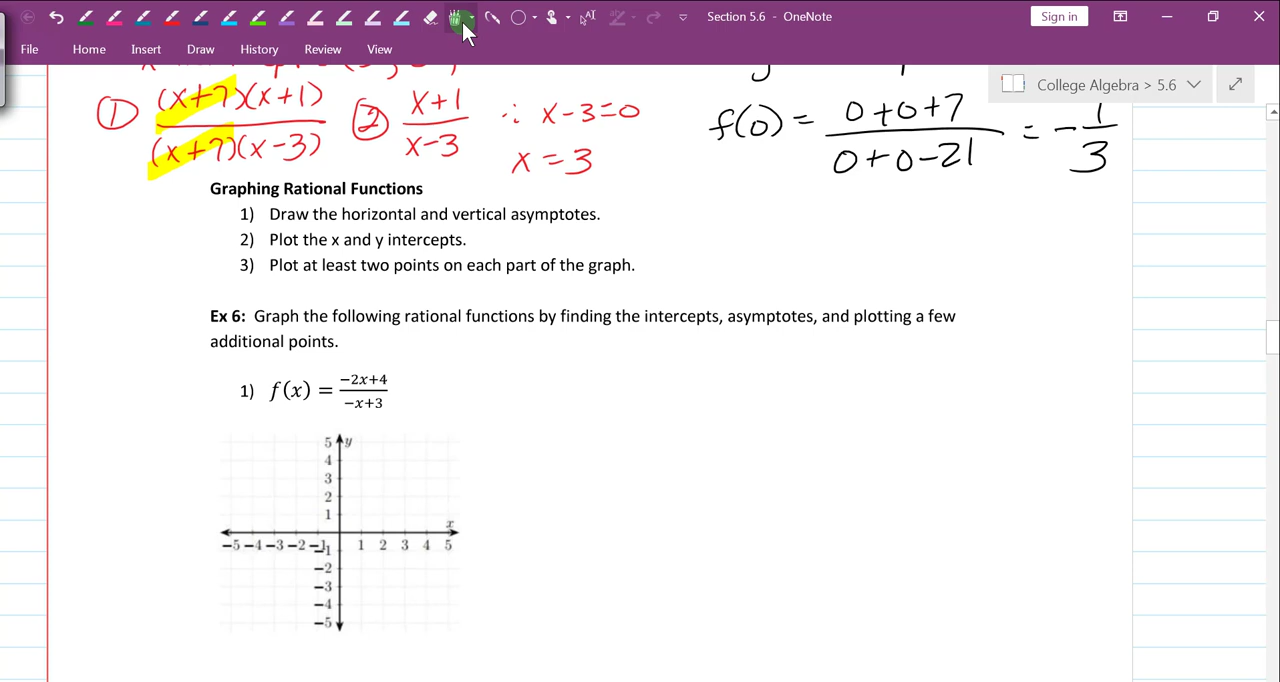 Section 5.6 - OneNote
Sign in
File Home Insert Draw History Review View
College Algebra > 5.6
① (x+7)(x+1) / (x+7)(x-3) ② x+1 / x-3 ∴ x-3=0
x=3
f(0) = 0+0+7 / 0+0-21 = -1/3
Graphing Rational Functions
1) Draw the horizontal and vertical asymptotes.
2) Plot the x and y intercepts.
3) Plot at least two points on each part of the graph.
Ex 6: Graph the following rational functions by finding the intercepts, asymptotes, and plotting a few
additional points.
1) f(x) = -2x+4 / -x+3
5 y
4
3
2
1
x
-5 -4 -3 -2 -1 1 2 3 4 5
-1
-2
-3
-4
-5